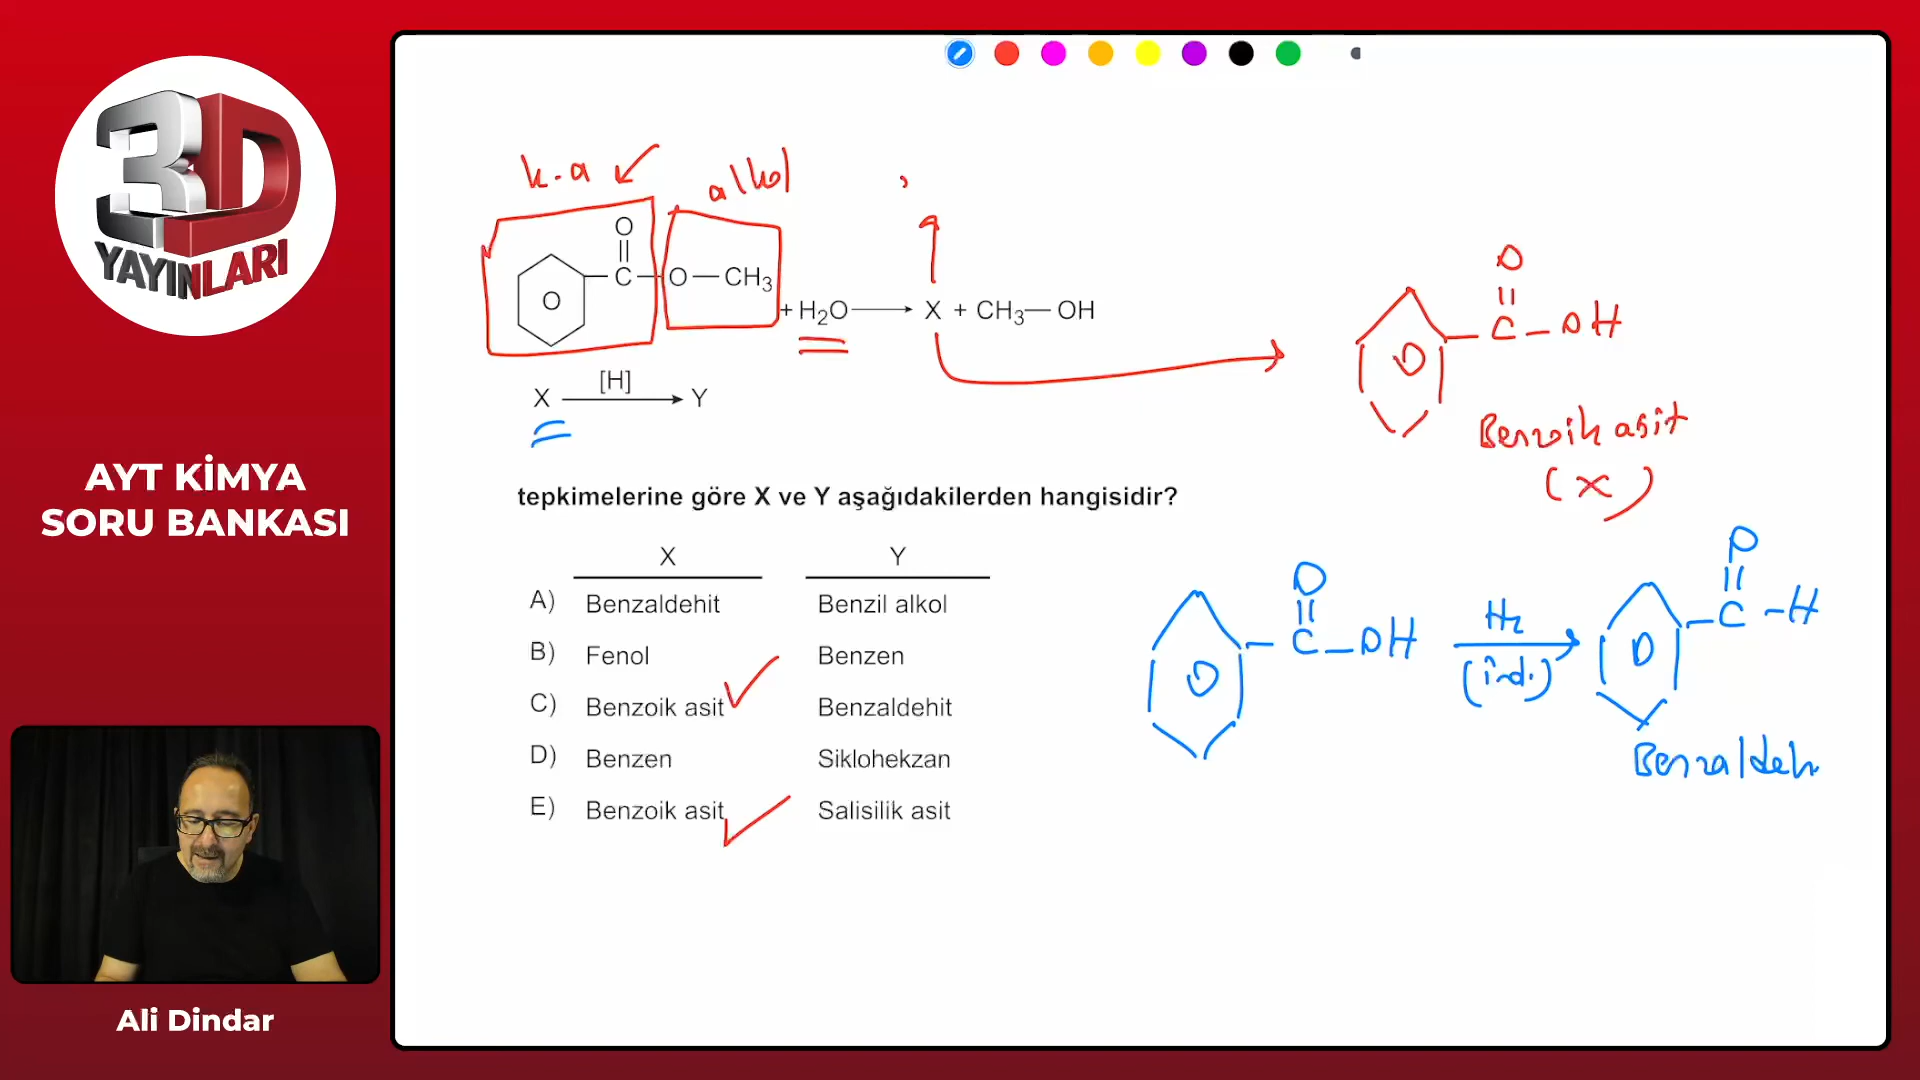 3D
YAYINLARI
AYT KİMYA
SORU BANKASI
Ali Dindar
k.a
alkol
O
C
O — CH3
O
+ H2O → X + CH3 — OH
X [H] → Y
O
C - OH
O
Benzoik asit
(X)
tepkimelerine göre X ve Y aşağıdakilerden hangisidir?
X Y
A) Benzaldehit Benzil alkol
B) Fenol Benzen
C) Benzoik asit Benzaldehit
D) Benzen Siklohekzan
E) Benzoik asit Salisilik asit
O
C - OH
O
H2
(ind.)
O
C - H
O
Benzaldeh